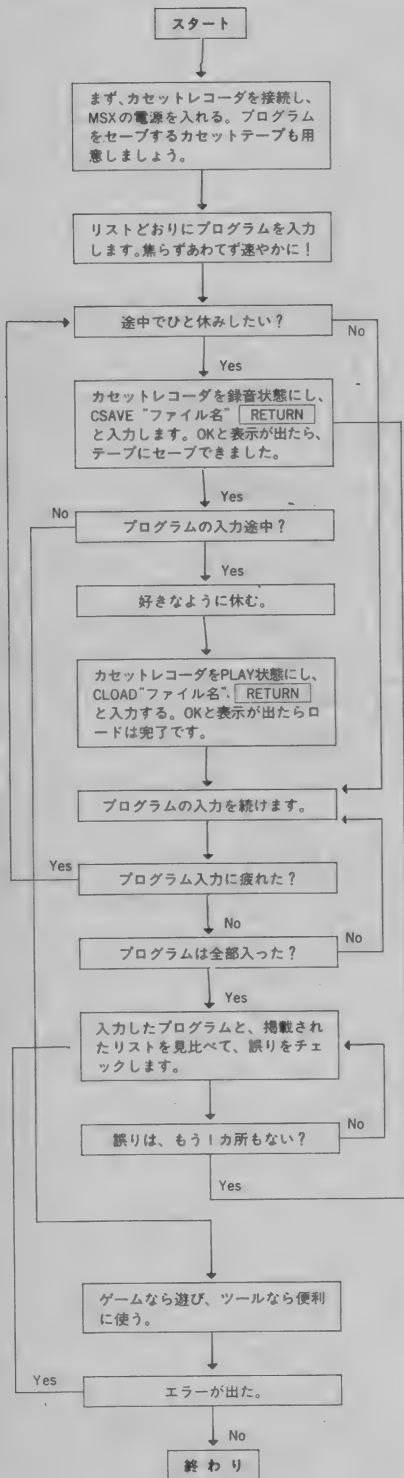 スタート
まず、カセットレコーダを接続し、
MSXの電源を入れる。プログラム
をセーブするカセットテープも用
意しましょう。
リストどおりにプログラムを入力
します。焦らずあわてず速やかに！
途中でひと休みしたい？
No
Yes
カセットレコーダを録音状態にし、
CSAVE “ファイル名” RETURN
と入力します。OKと表示が出たら、
テープにセーブできました。
Yes
No
プログラムの入力途中？
Yes
好きなように休む。
カセットレコーダをPLAY状態にし、
CLOAD“ファイル名”、RETURN
と入力する。OKと表示が出たらロ
ードは完了です。
プログラムの入力を続けます。
Yes
プログラム入力に疲れた？
No
プログラムは全部入った？
No
Yes
入力したプログラムと、掲載され
たリストを見比べて、誤りをチェ
ックします。
No
誤りは、もう1カ所もない？
Yes
ゲームなら遊び、ツールなら便利
に使う。
Yes
エラーが出た。
No
終わり